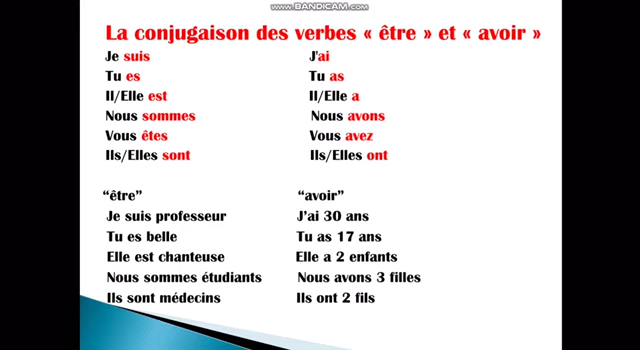 www.BANDICAM.com
La conjugaison des verbes « être » et « avoir »
Je suis J'ai
Tu es Tu as
Il/Elle est Il/Elle a
Nous sommes Nous avons
Vous êtes Vous avez
Ils/Elles sont Ils/Elles ont
“être” “avoir”
Je suis professeur J’ai 30 ans
Tu es belle Tu as 17 ans
Elle est chanteuse Elle a 2 enfants
Nous sommes étudiants Nous avons 3 filles
Ils sont médecins Ils ont 2 fils